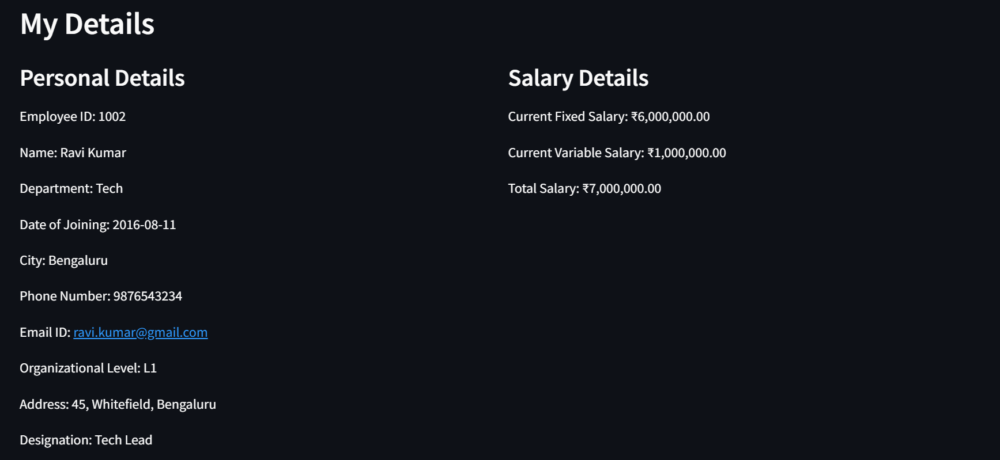 My Details
Personal Details
Employee ID: 1002
Name: Ravi Kumar
Department: Tech
Date of Joining: 2016-08-11
City: Bengaluru
Phone Number: 9876543234
Email ID: ravi.kumar@gmail.com
Organizational Level: L1
Address: 45, Whitefield, Bengaluru
Designation: Tech Lead
Salary Details
Current Fixed Salary: ₹6,000,000.00
Current Variable Salary: ₹1,000,000.00
Total Salary: ₹7,000,000.00